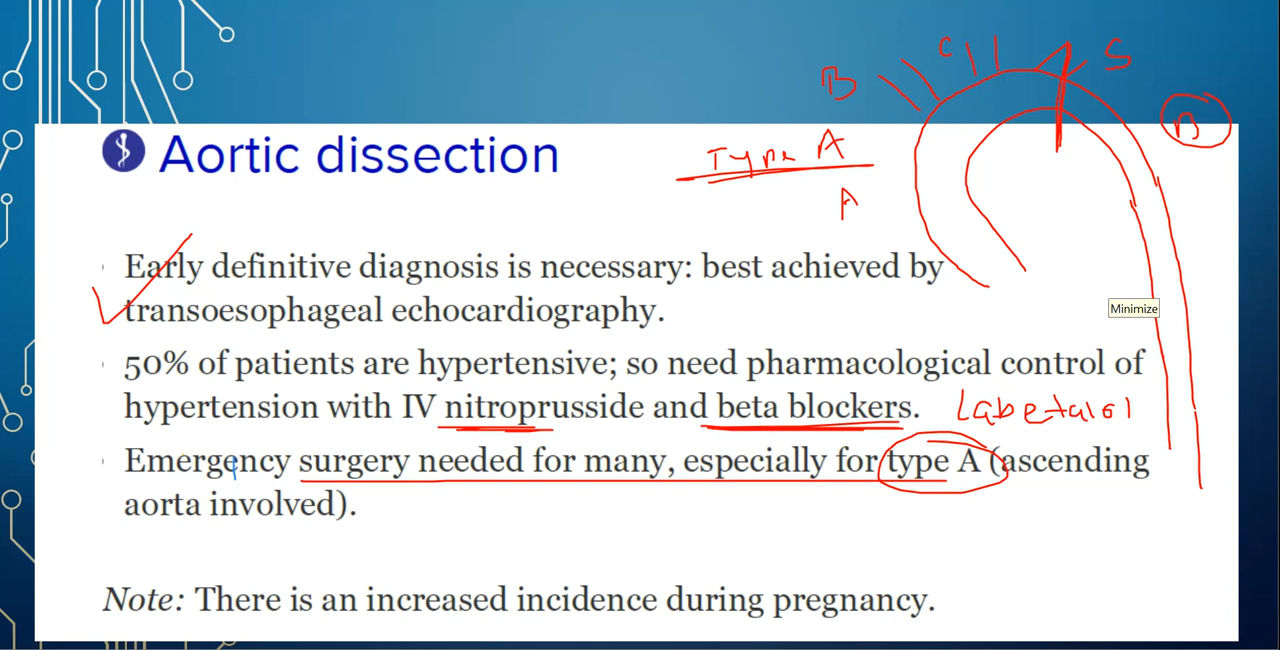 B
C
S
B
Aortic dissection
Type A
A
Early definitive diagnosis is necessary: best achieved by
transoesophageal echocardiography.
Minimize
50% of patients are hypertensive; so need pharmacological control of
hypertension with IV nitroprusside and beta blockers.
Labetalol
Emergency surgery needed for many, especially for type A (ascending
aorta involved).
Note: There is an increased incidence during pregnancy.